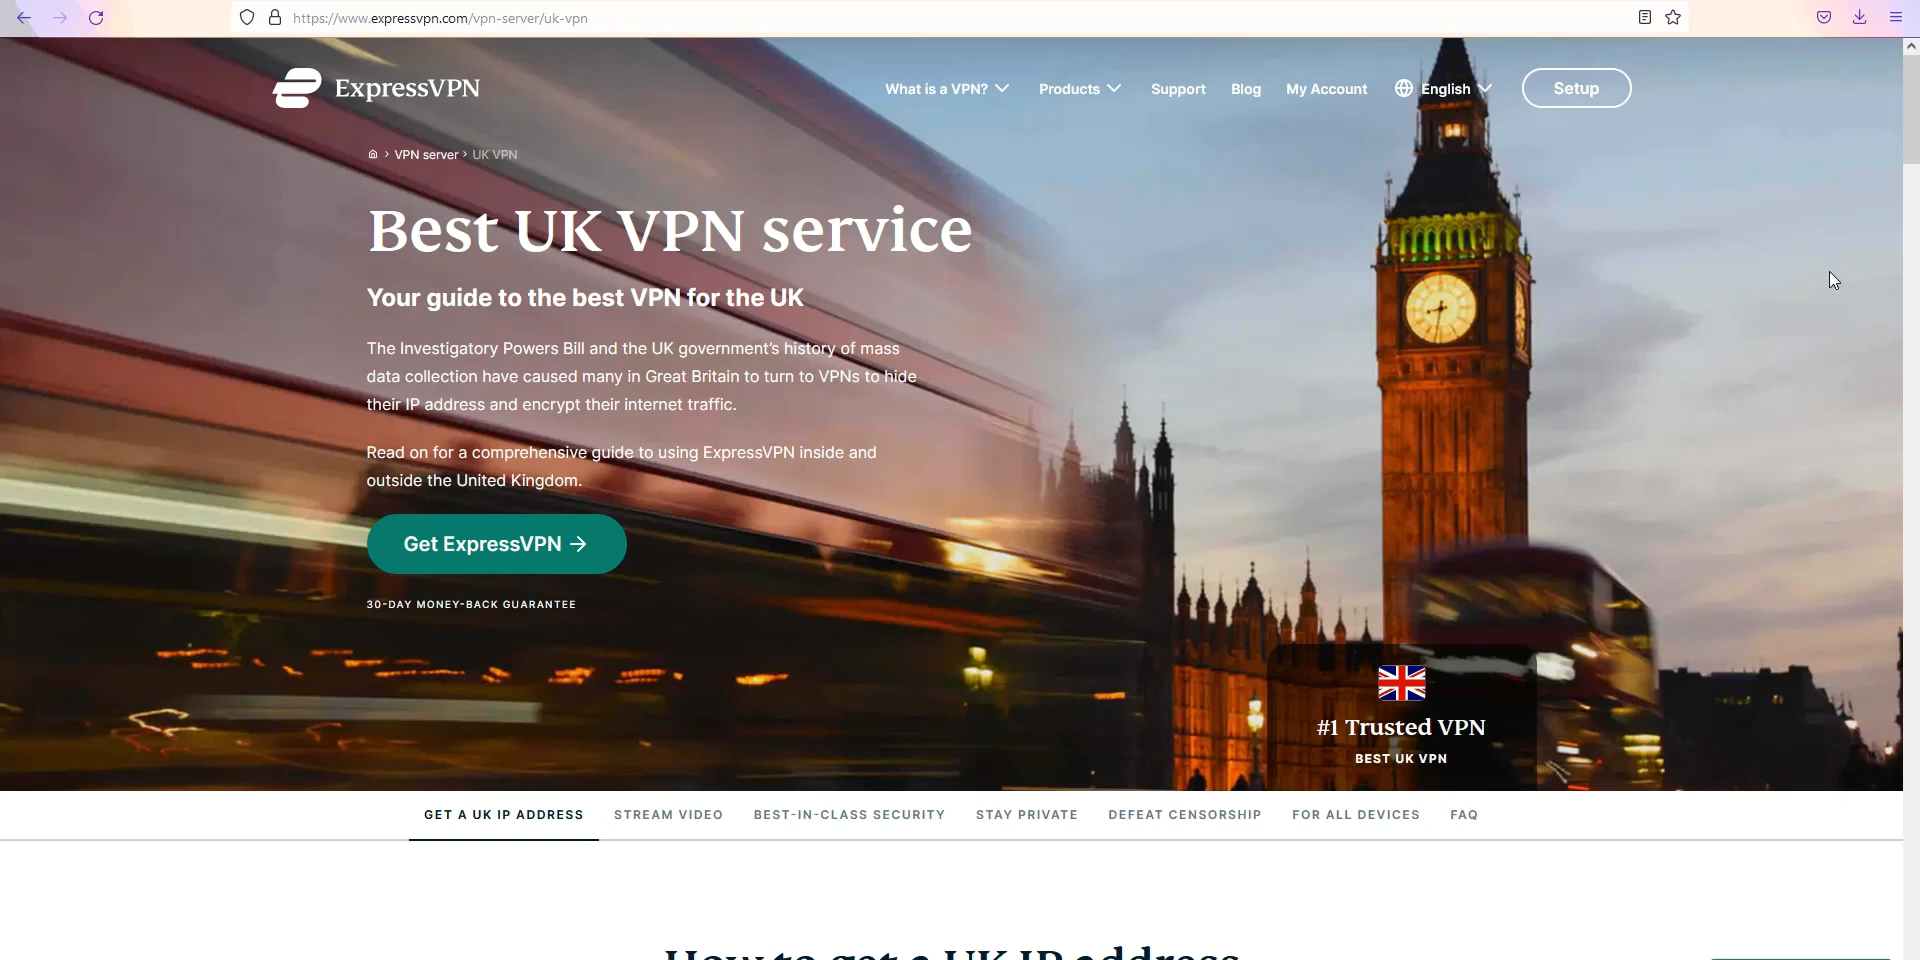 https://www.expressvpn.com/vpn-server/uk-vpn
ExpressVPN
What is a VPN?
Products
Support
Blog
My Account
English
Setup
VPN server › UK VPN
Best UK VPN service
Your guide to the best VPN for the UK
The Investigatory Powers Bill and the UK government’s history of mass
data collection have caused many in Great Britain to turn to VPNs to hide
their IP address and encrypt their internet traffic.
Read on for a comprehensive guide to using ExpressVPN inside and
outside the United Kingdom.
Get ExpressVPN →
30-DAY MONEY-BACK GUARANTEE
#1 Trusted VPN
BEST UK VPN
GET A UK IP ADDRESS
STREAM VIDEO
BEST-IN-CLASS SECURITY
STAY PRIVATE
DEFEAT CENSORSHIP
FOR ALL DEVICES
FAQ
How to get a UK IP address